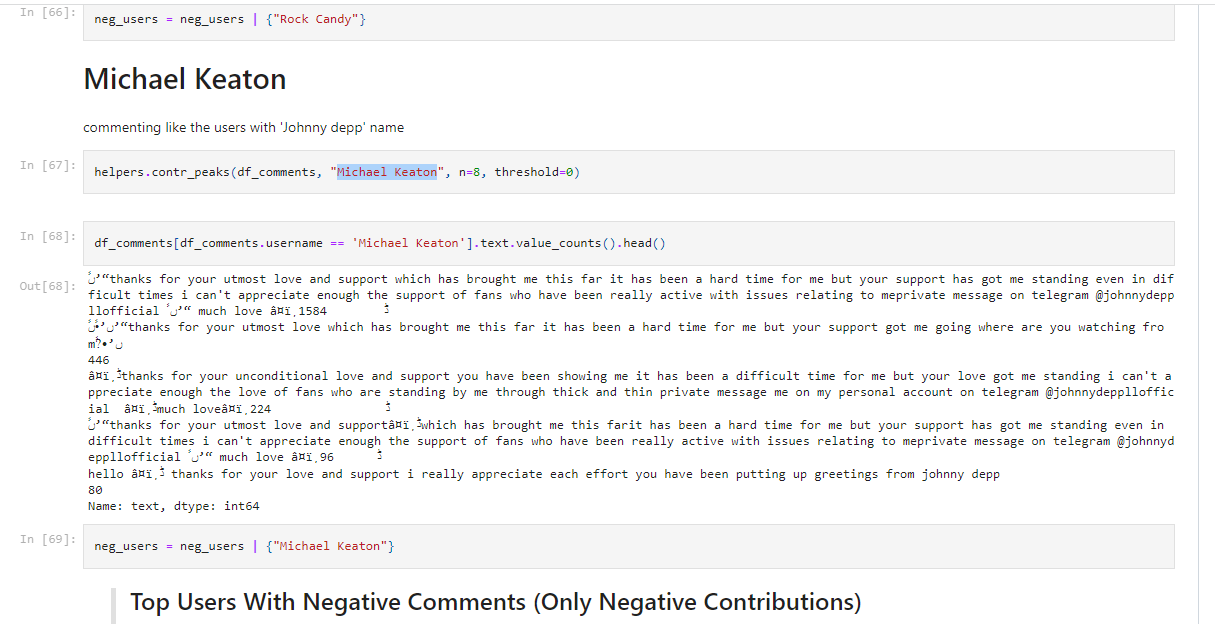 In [66]:
neg_users = neg_users | {"Rock Candy"}
Michael Keaton
commenting like the users with 'Johnny depp' name
In [67]:
helpers.contr_peaks(df_comments, "Michael Keaton", n=8, threshold=0)
In [68]:
df_comments[df_comments.username == 'Michael Keaton'].text.value_counts().head()
Out[68]:
thanks for your utmost love and support which has brought me this far it has been a hard time for me but your support has got me standing even in dif
ficult times i can't appreciate enough the support of fans who have been really active with issues relating to meprivate message on telegram @johnnydepp
llofficial much love â¤ï¸1584
thanks for your utmost love which has brought me this far it has been a hard time for me but your support got me going where are you watching fro
m?
446
â¤ï¸thanks for your unconditional love and support you have been showing me it has been a difficult time for me but your love got me standing i can't a
ppreciate enough the love of fans who are standing by me through thick and thin private message me on my personal account on telegram @johnnydepplloffic
ial â¤ï¸much loveâ¤ï¸224
thanks for your utmost love and supportâ¤ï¸which has brought me this farit has been a hard time for me but your support has got me standing even in
difficult times i can't appreciate enough the support of fans who have been really active with issues relating to meprivate message on telegram @johnnyd
eppllofficial much love â¤ï¸96
hello â¤ï¸ thanks for your love and support i really appreciate each effort you have been putting up greetings from johnny depp
80
Name: text, dtype: int64
In [69]:
neg_users = neg_users | {"Michael Keaton"}
Top Users With Negative Comments (Only Negative Contributions)